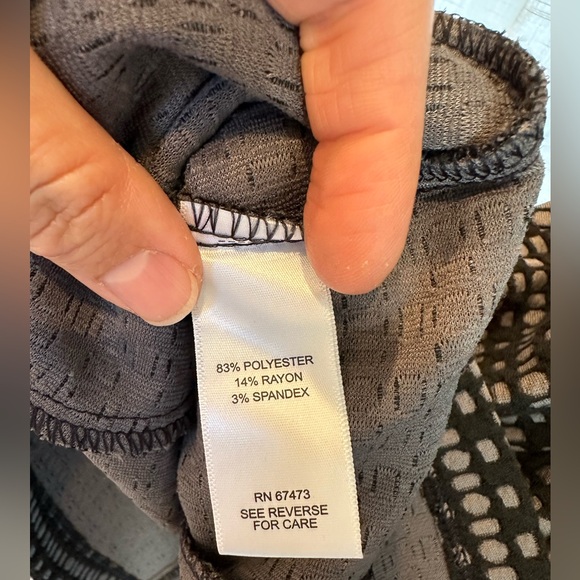 83% POLYESTER
14% RAYON
3% SPANDEX
RN 67473
SEE REVERSE
FOR CARE